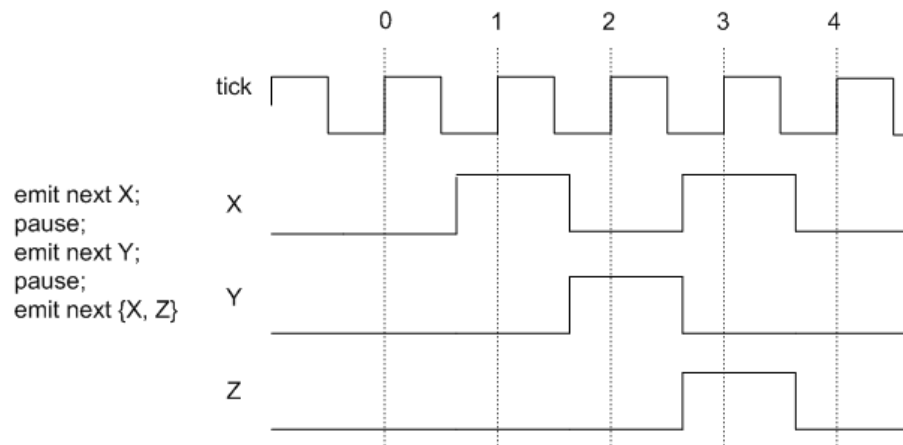 0 1 2 3 4
tick
X
emit next X;
pause;
emit next Y;
pause;
emit next {X, Z}
Y
Z